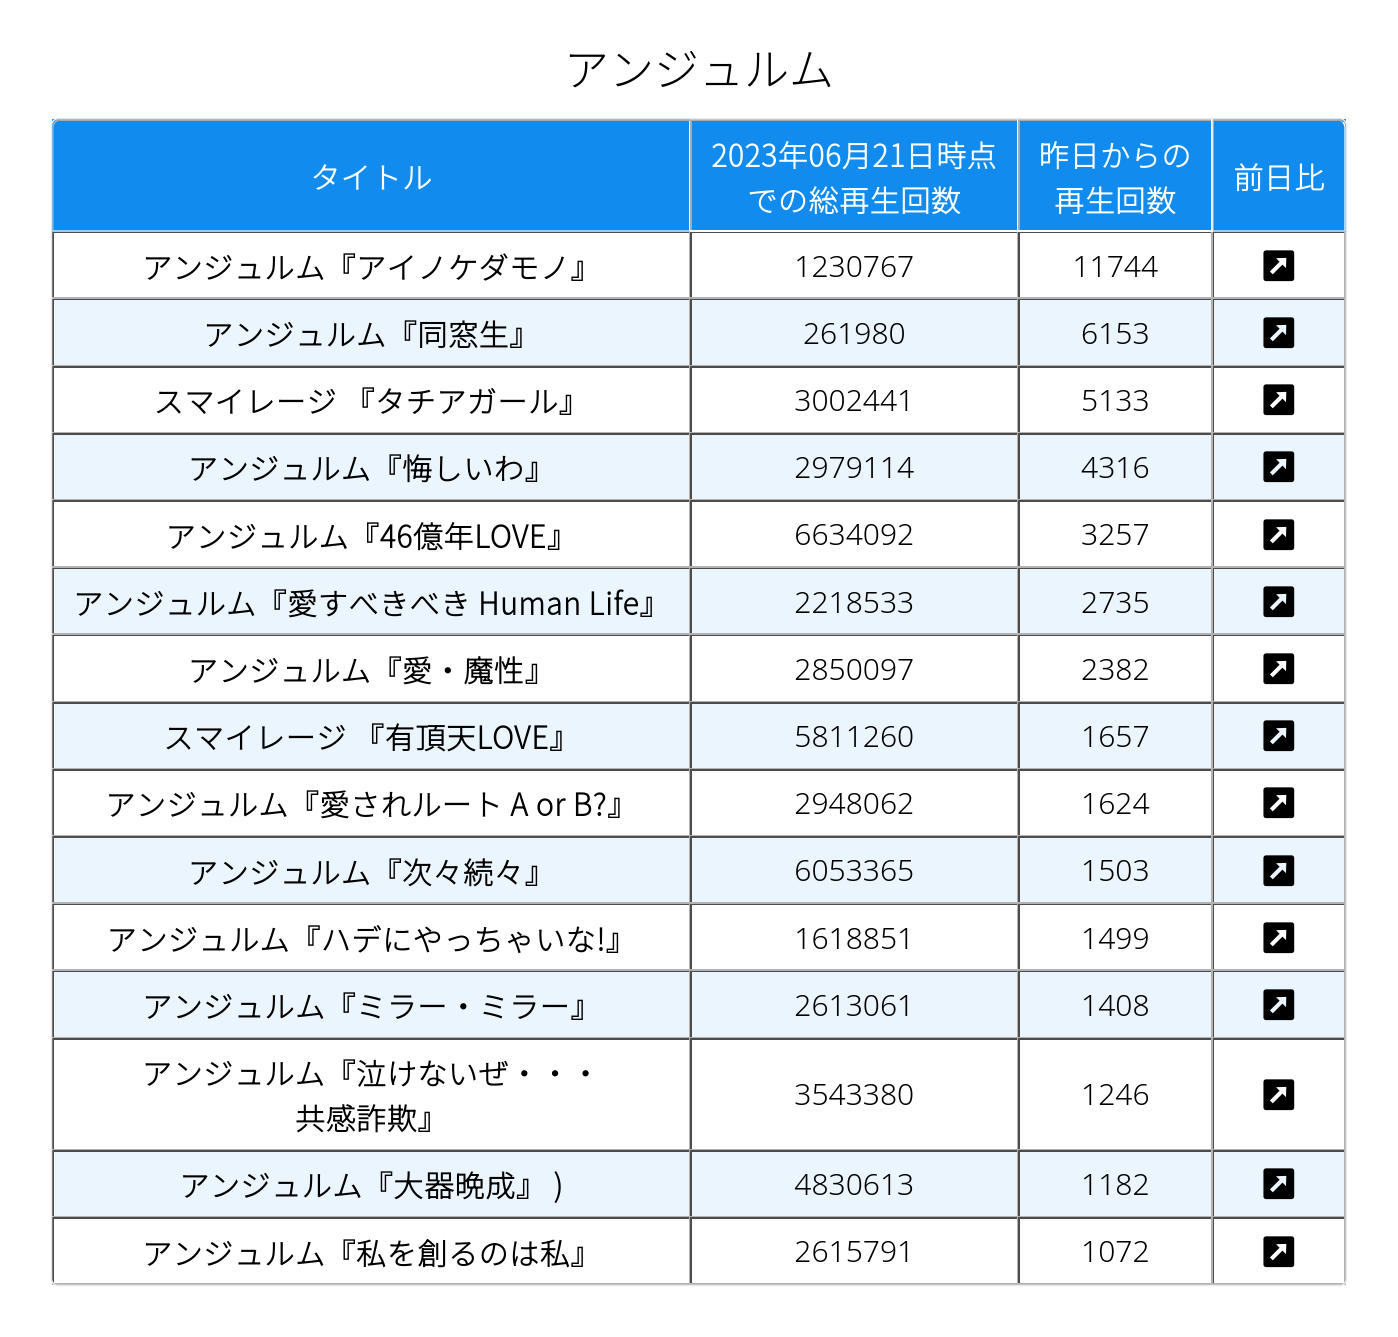 アンジュルム
タイトル 2023年06月21日時点での総再生回数 昨日からの再生回数 前日比
アンジュルム『アイノケダモノ』 1230767 11744
アンジュルム『同窓生』 261980 6153
スマイレージ 『タチアガール』 3002441 5133
アンジュルム『悔しいわ』 2979114 4316
アンジュルム『46億年LOVE』 6634092 3257
アンジュルム『愛すべきべき Human Life』 2218533 2735
アンジュルム『愛・魔性』 2850097 2382
スマイレージ 『有頂天LOVE』 5811260 1657
アンジュルム『愛されルート A or B?』 2948062 1624
アンジュルム『次々続々』 6053365 1503
アンジュルム『ハデにやっちゃいな!』 1618851 1499
アンジュルム『ミラー・ミラー』 2613061 1408
アンジュルム『泣けないぜ・・・共感詐欺』 3543380 1246
アンジュルム『大器晩成』 ) 4830613 1182
アンジュルム『私を創るのは私』 2615791 1072